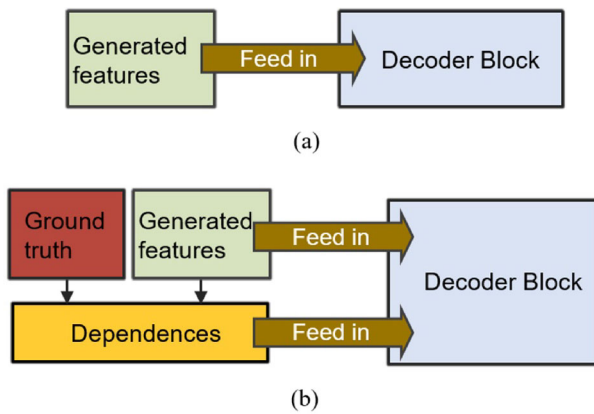 Generated
features
Feed in
Decoder Block
(a)
Ground
truth
Generated
features
Feed in
Decoder Block
Dependences
Feed in
(b)